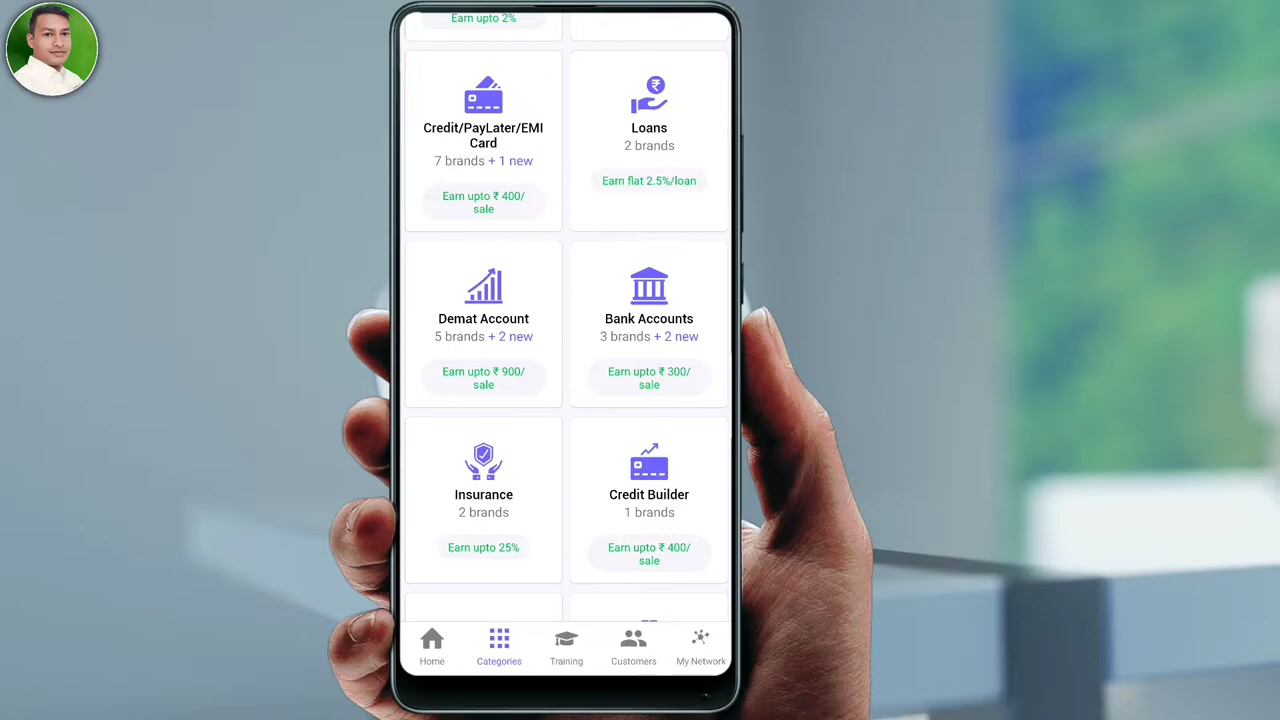 Earn upto 2%
Credit/PayLater/EMI
Card
7 brands + 1 new
Earn upto ₹ 400/
sale
Loans
2 brands
Earn flat 2.5%/loan
Demat Account
5 brands + 2 new
Earn upto ₹ 900/
sale
Bank Accounts
3 brands + 2 new
Earn upto ₹ 300/
sale
Insurance
2 brands
Earn upto 25%
Credit Builder
1 brands
Earn upto ₹ 400/
sale
Home
Categories
Training
Customers
My Network